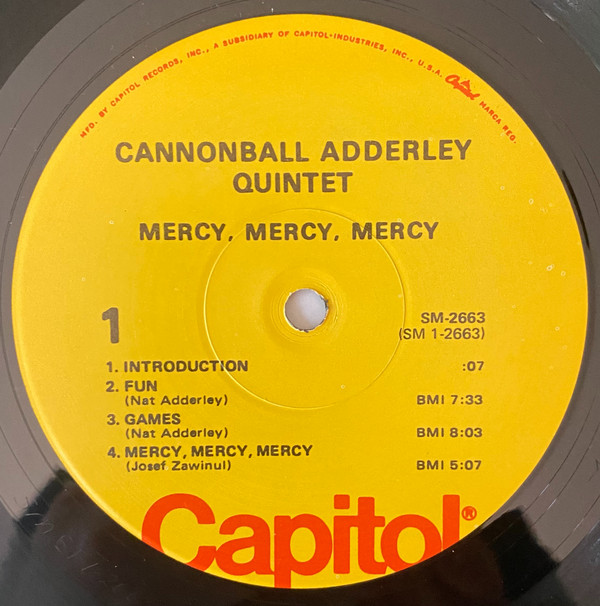 MFG. BY CAPITOL RECORDS, INC., A SUBSIDIARY OF CAPITOL INDUSTRIES, INC., U.S.A. Capitol MARCA REG.
CANNONBALL ADDERLEY
QUINTET
MERCY, MERCY, MERCY
1
SM-2663
(SM 1-2663)
1. INTRODUCTION :07
2. FUN
(Nat Adderley) BMI 7:33
3. GAMES
(Nat Adderley) BMI 8:03
4. MERCY, MERCY, MERCY
(Josef Zawinul) BMI 5:07
Capitol®